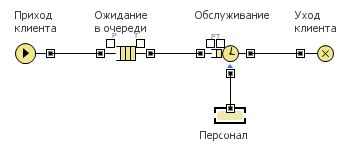 Приход
клиента
Ожидание
в очереди
Обслуживание
Уход
клиента
Персонал